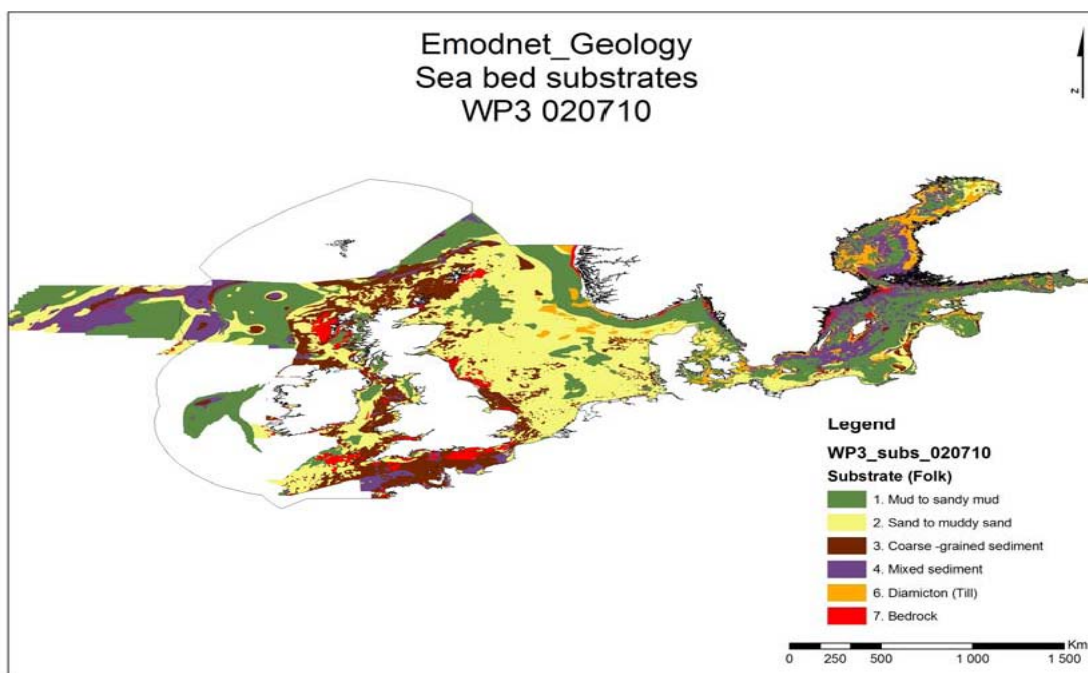 Emodnet_Geology
Sea bed substrates
WP3 020710
N
Legend
WP3_subs_020710
Substrate (Folk)
1. Mud to sandy mud
2. Sand to muddy sand
3. Coarse -grained sediment
4. Mixed sediment
6. Diamicton (Till)
7. Bedrock
Km
0 250 500 1 000 1 500